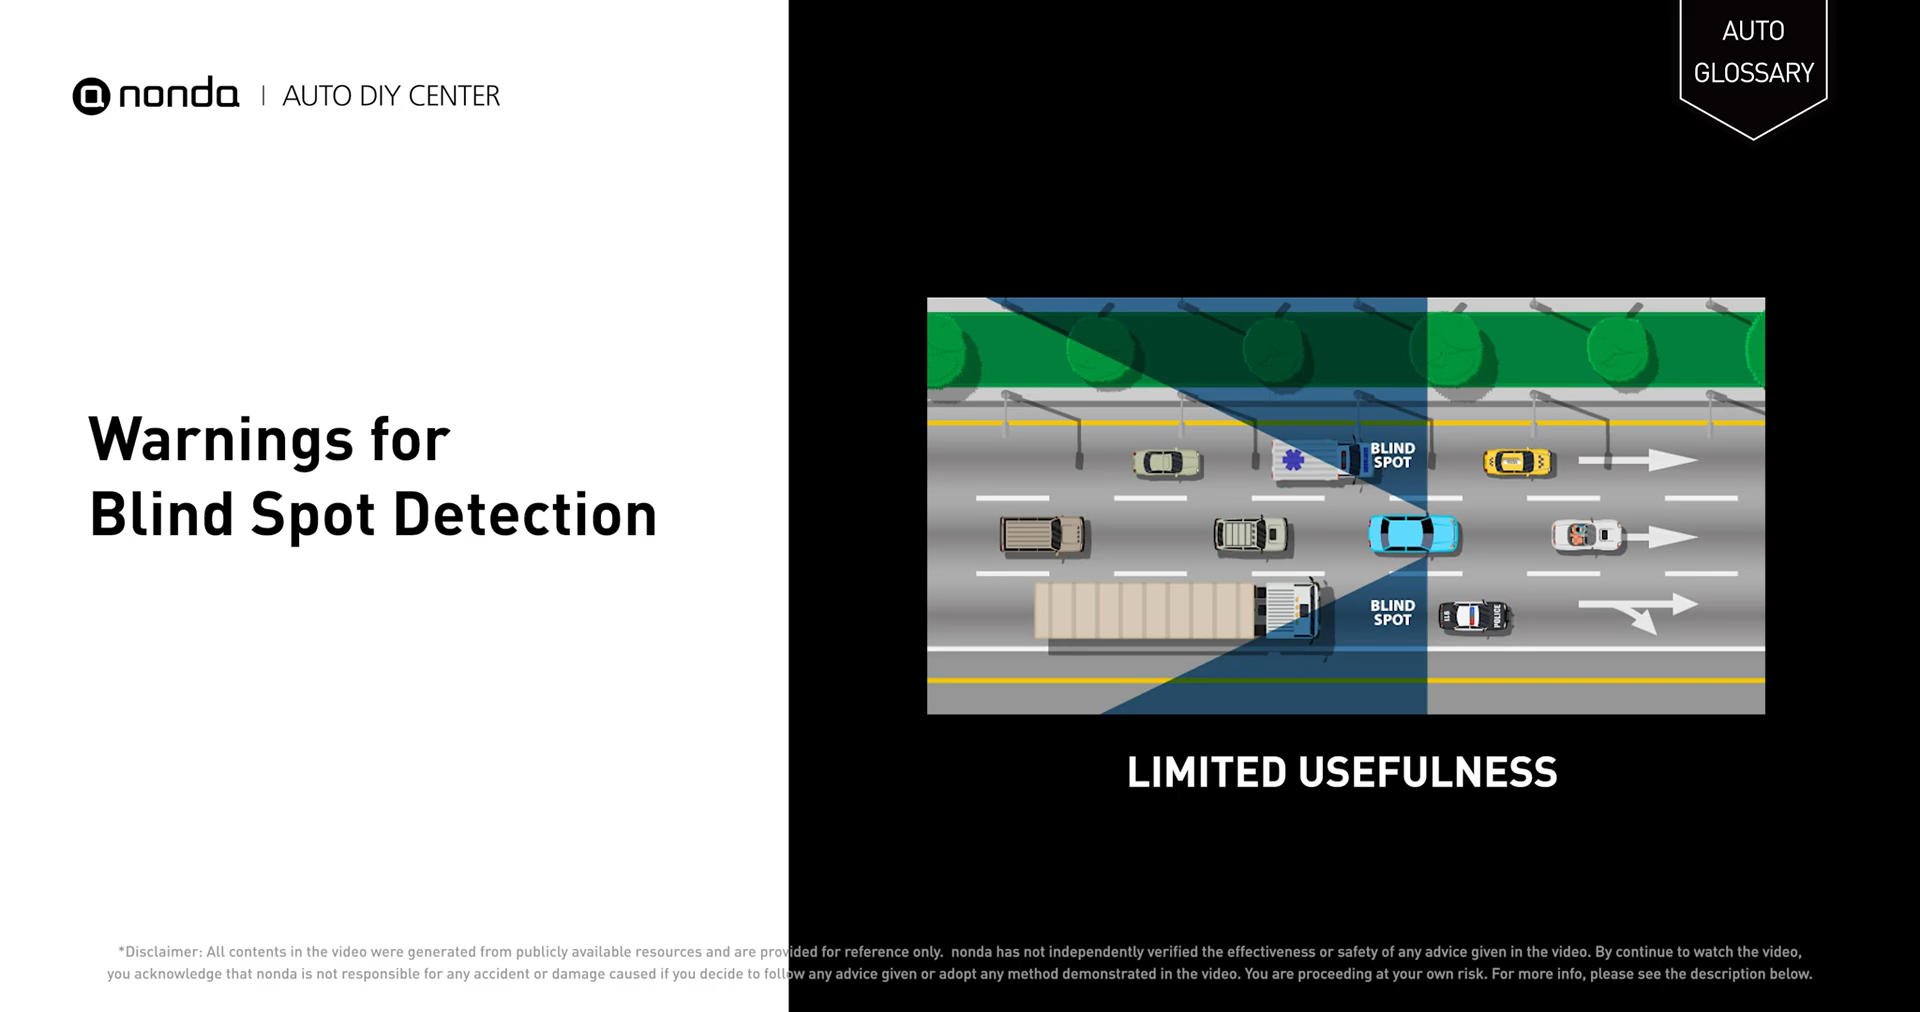 nonda | AUTO DIY CENTER
AUTO
GLOSSARY
Warnings for
Blind Spot Detection
BLIND
SPOT
BLIND
SPOT
POLICE
LIMITED USEFULNESS
*Disclaimer: All contents in the video were generated from publicly available resources and are provided for reference only. nonda has not independently verified the effectiveness or safety of any advice given in the video. By continue to watch the video,
you acknowledge that nonda is not responsible for any accident or damage caused if you decide to follow any advice given or adopt any method demonstrated in the video. You are proceeding at your own risk. For more info, please see the description below.